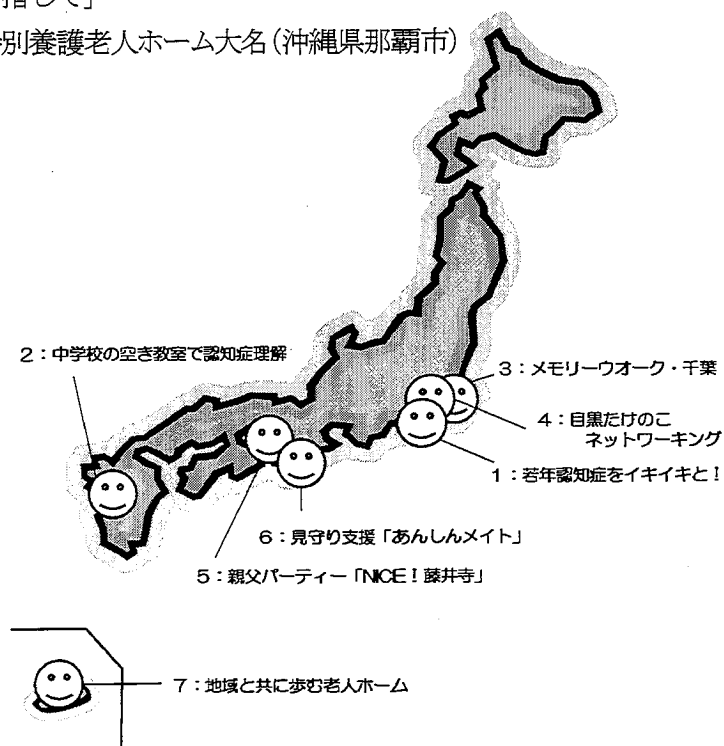 指して」
別養護老人ホーム大名(沖縄県那覇市)
2:中学校の空き教室で認知症理解
3:メモリーウオーク・千葉
4:目黒たけのこ
ネットワーキング
1:若年認知症をイキイキと!
6:見守り支援「あんしんメイト」
5:親父パーティー「NICE!藤井寺」
7:地域と共に歩む老人ホーム